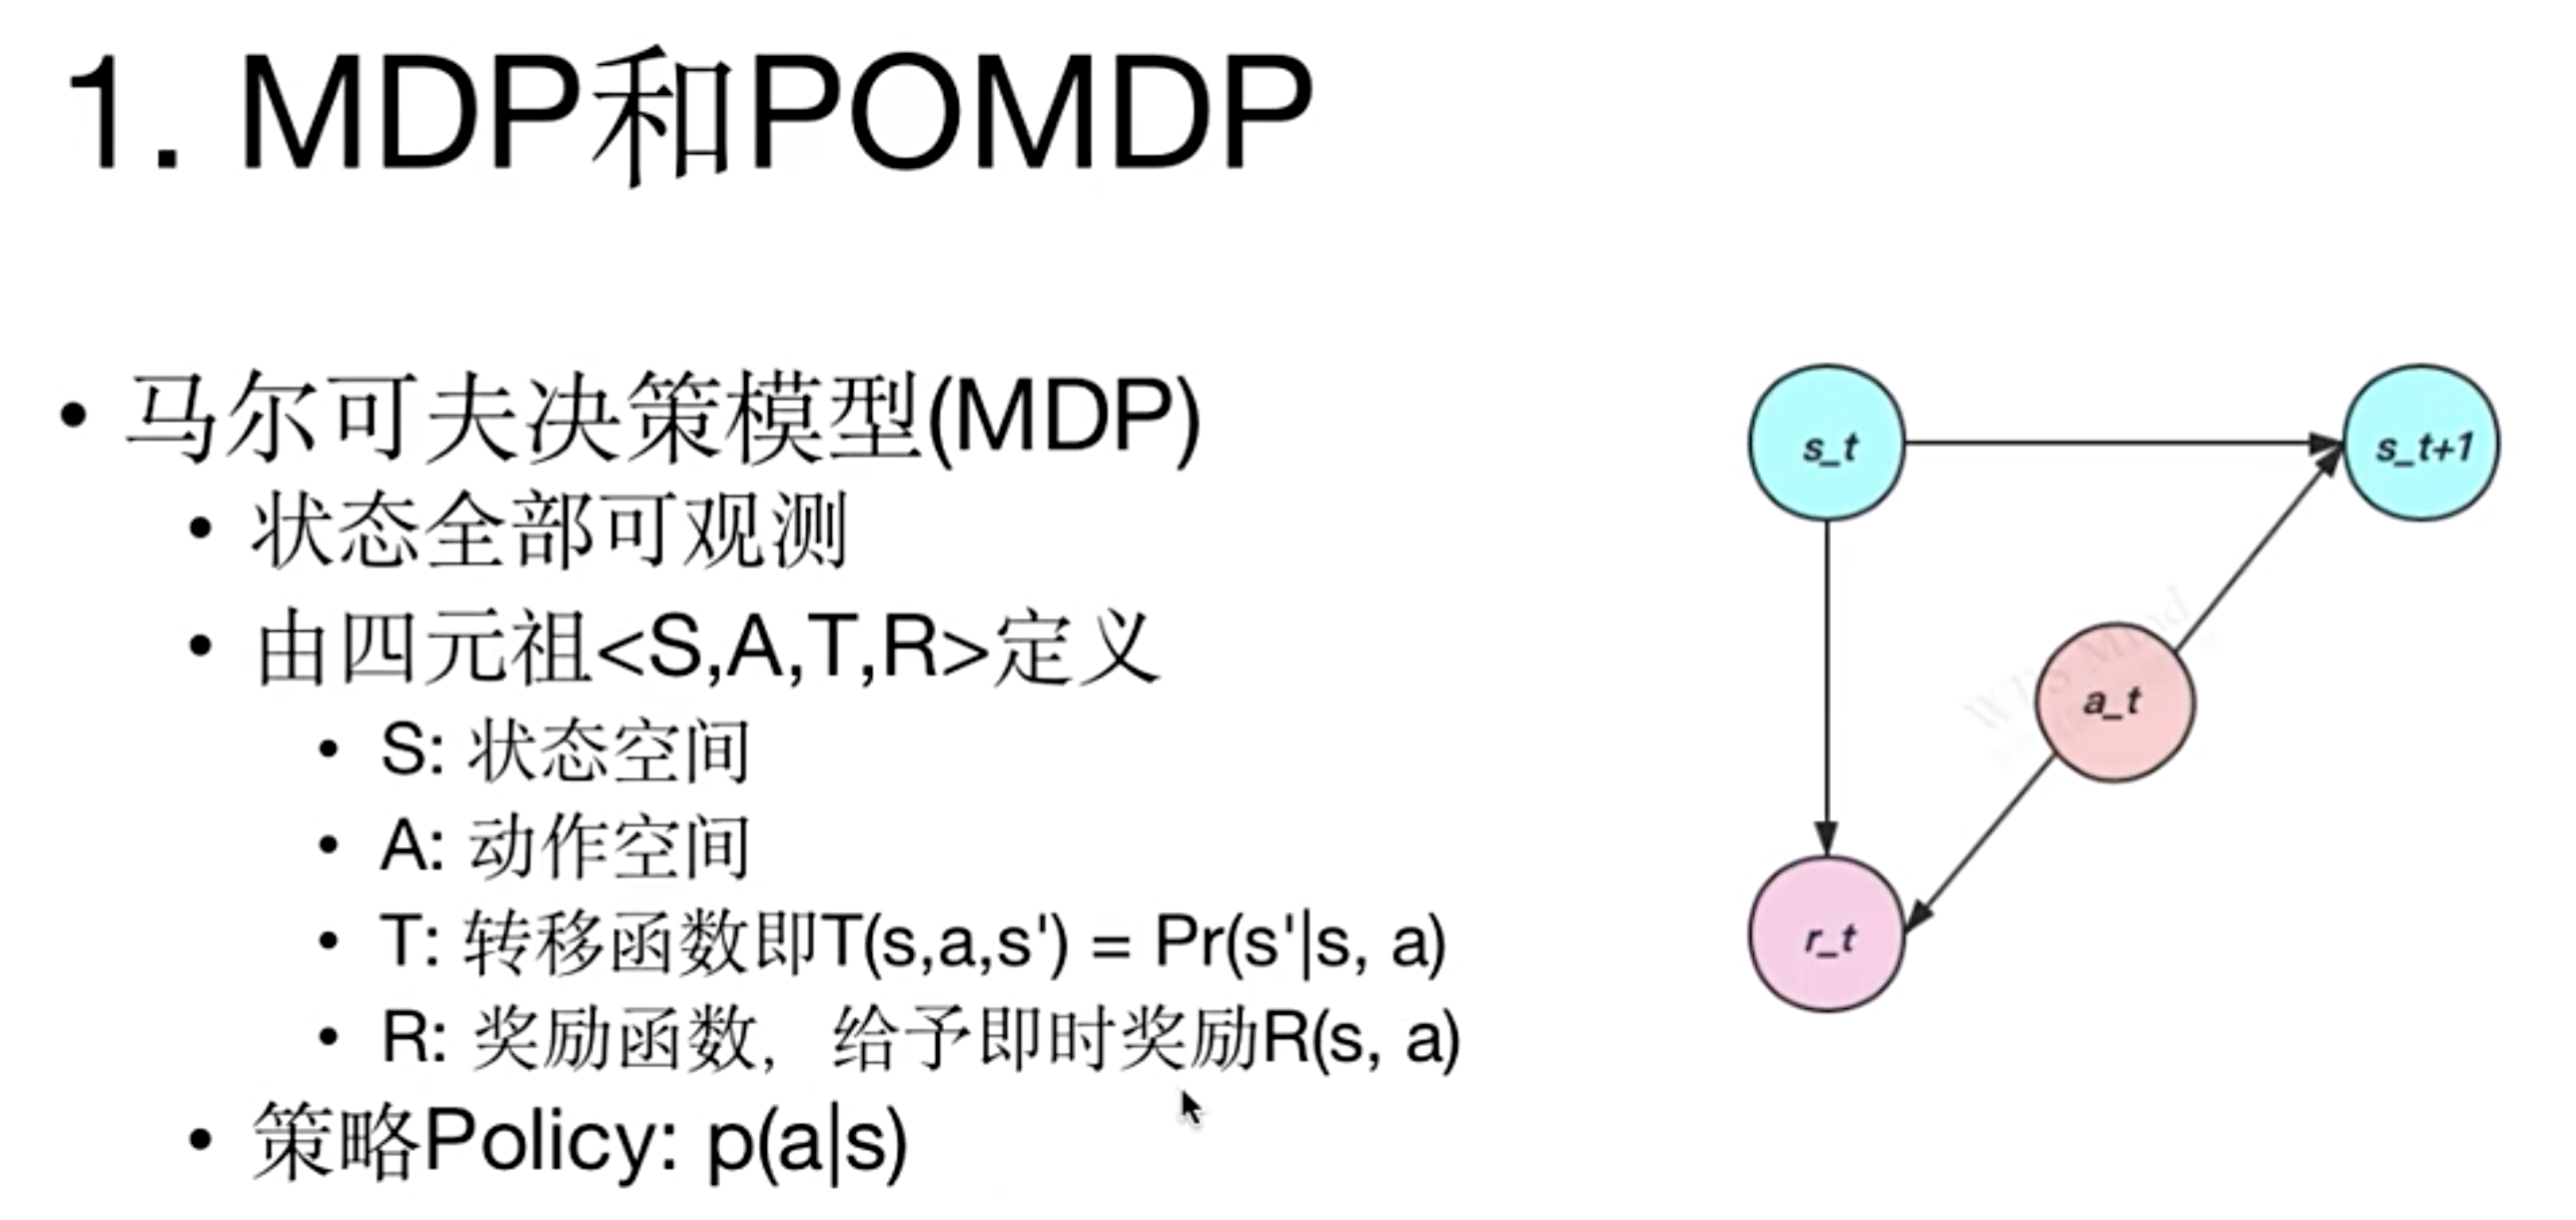 1. MDP和POMDP
• 马尔可夫决策模型(MDP)
• 状态全部可观测
• 由四元祖<S,A,T,R>定义
• S: 状态空间
• A: 动作空间
• T: 转移函数即T(s,a,s') = Pr(s'|s, a)
• R: 奖励函数，给予即时奖励R(s, a)
• 策略Policy: p(a|s)
s_t
s_t+1
a_t
r_t